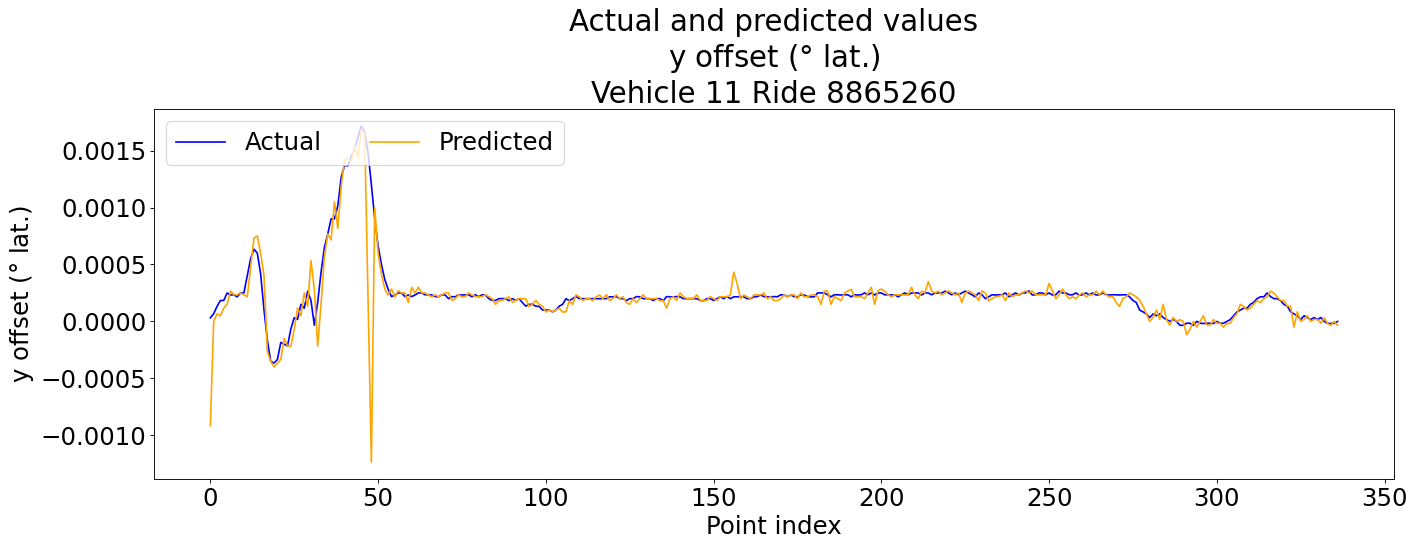 Actual and predicted values
y offset (° lat.)
Vehicle 11 Ride 8865260
Actual Predicted
y offset (° lat.)
0.0015
0.0010
0.0005
0.0000
−0.0005
−0.0010
0 50 100 150 200 250 300 350
Point index